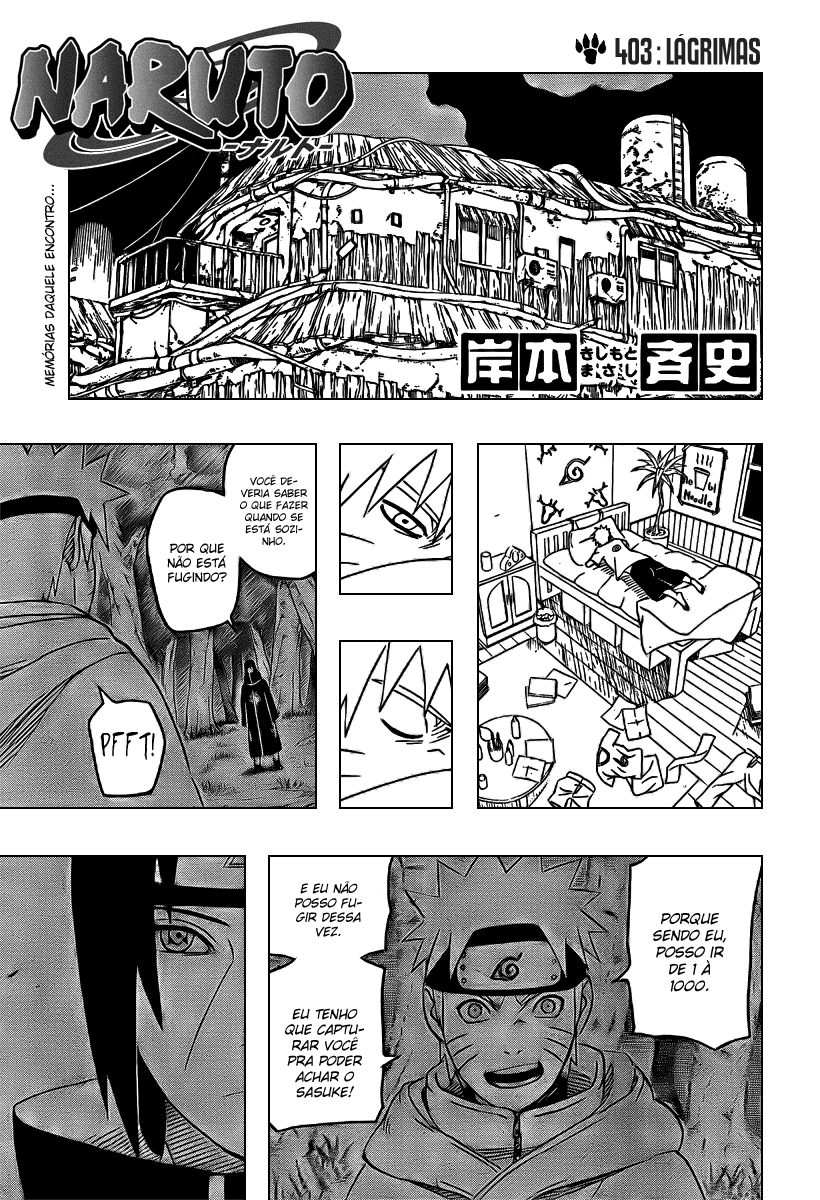 NARUTO
-ナルト-
403 : LÁGRIMAS
MEMÓRIAS DAQUELE ENCONTRO...
岸本斉史
きしもと
まさし
Noodle
VOCÊ DE-
VERIA SABER
O QUE FAZER
QUANDO SE
ESTÁ SOZI-
NHO.
POR QUE
NÃO ESTÁ
FUGINDO?
PFFT!
PORQUE
SENDO EU,
POSSO IR
DE 1 À
1000.
E EU NÃO
POSSO FU-
GIR DESSA
VEZ.
EU TENHO
QUE CAPTU-
RAR VOCÊ
PRA PODER
ACHAR O
SASUKE!